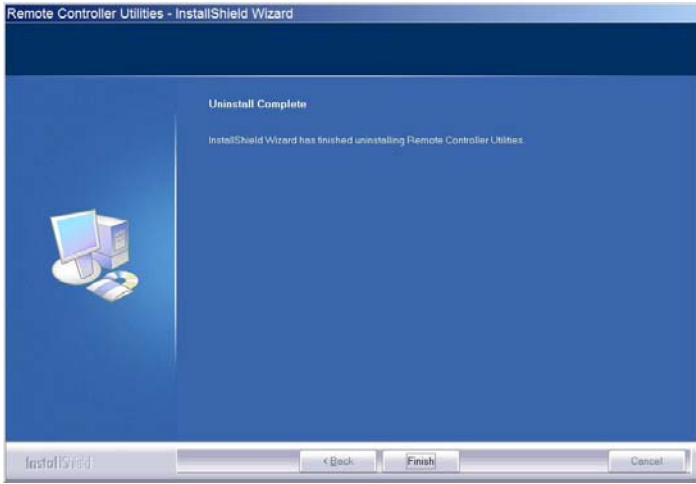 Remote Controller Utilities - InstallShield Wizard
Uninstall Complete
InstallShield Wizard has finished uninstalling Remote Controller Utilities.
InstallShield
< Back
Finish
Cancel